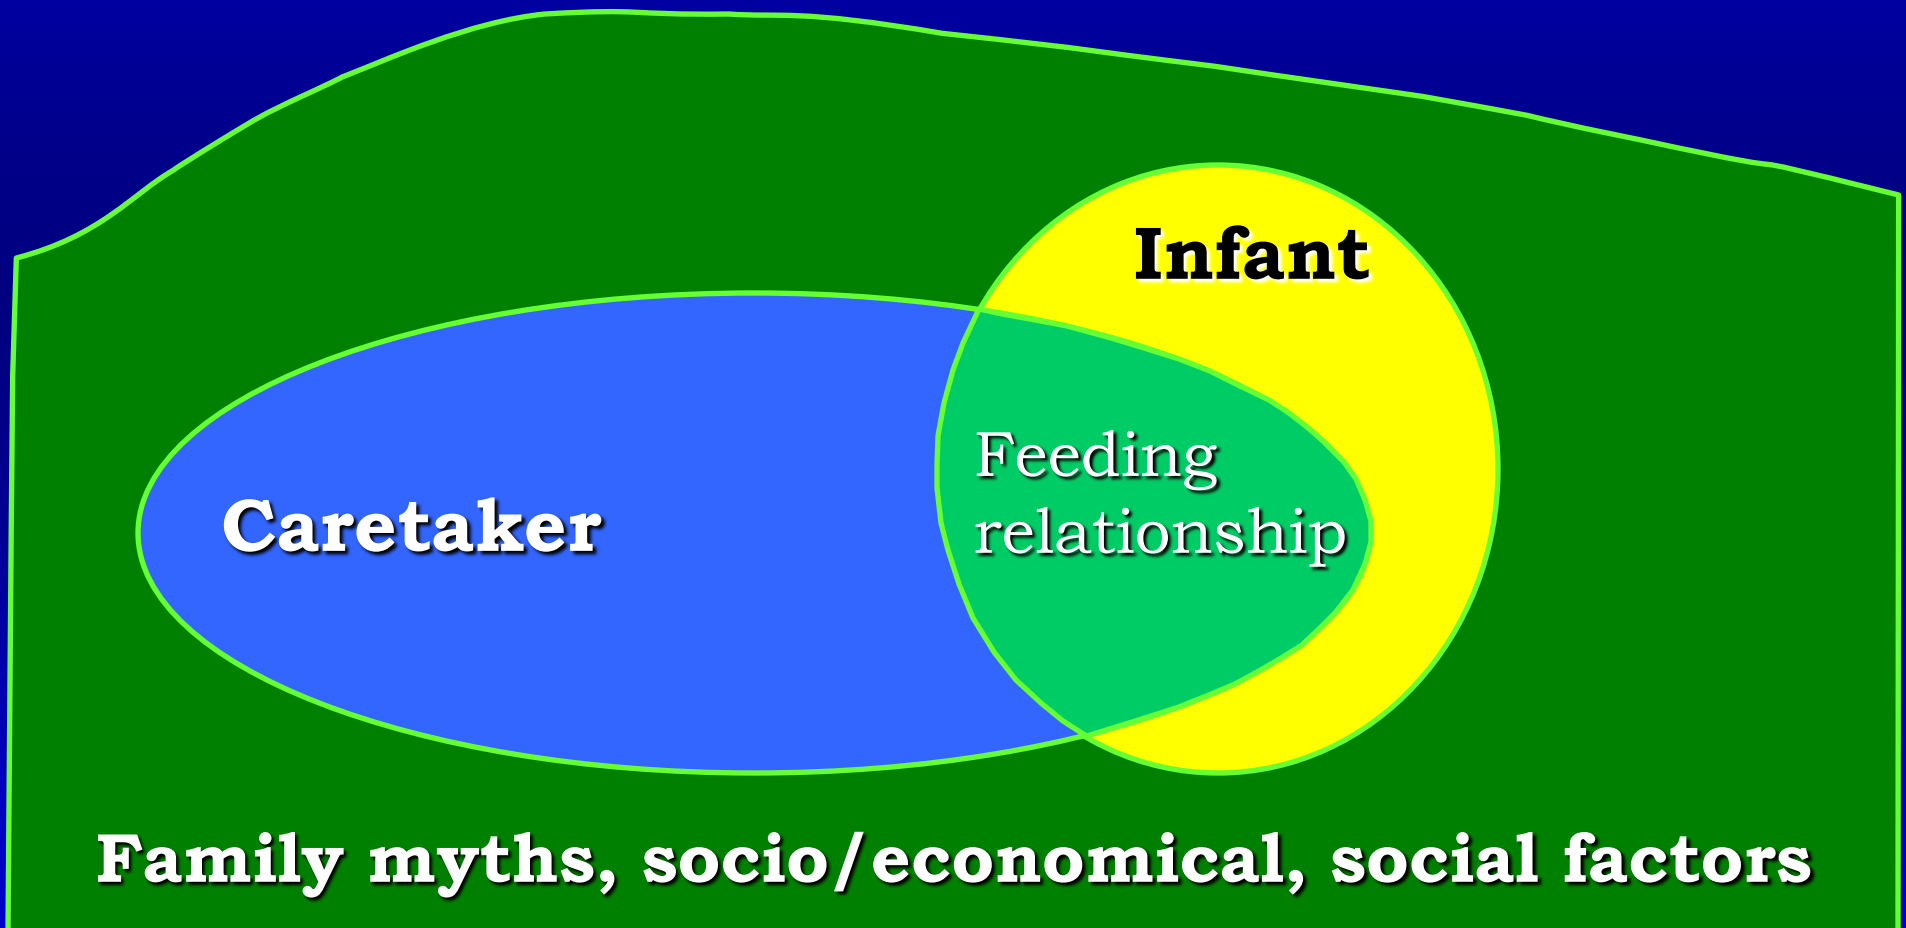 Infant
Feeding
relationship
Caretaker
Family myths, socio/economical, social factors